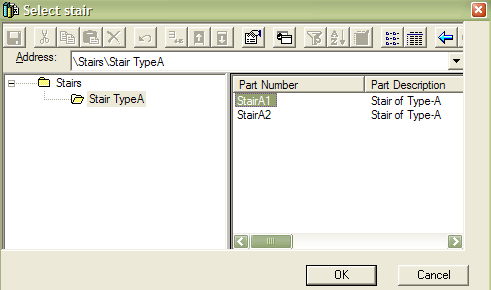 Select stair
Address: \Stairs\Stair TypeA
Stairs
Stair TypeA
Part Number Part Description
StairA1 Stair of Type-A
StairA2 Stair of Type-A
OK Cancel